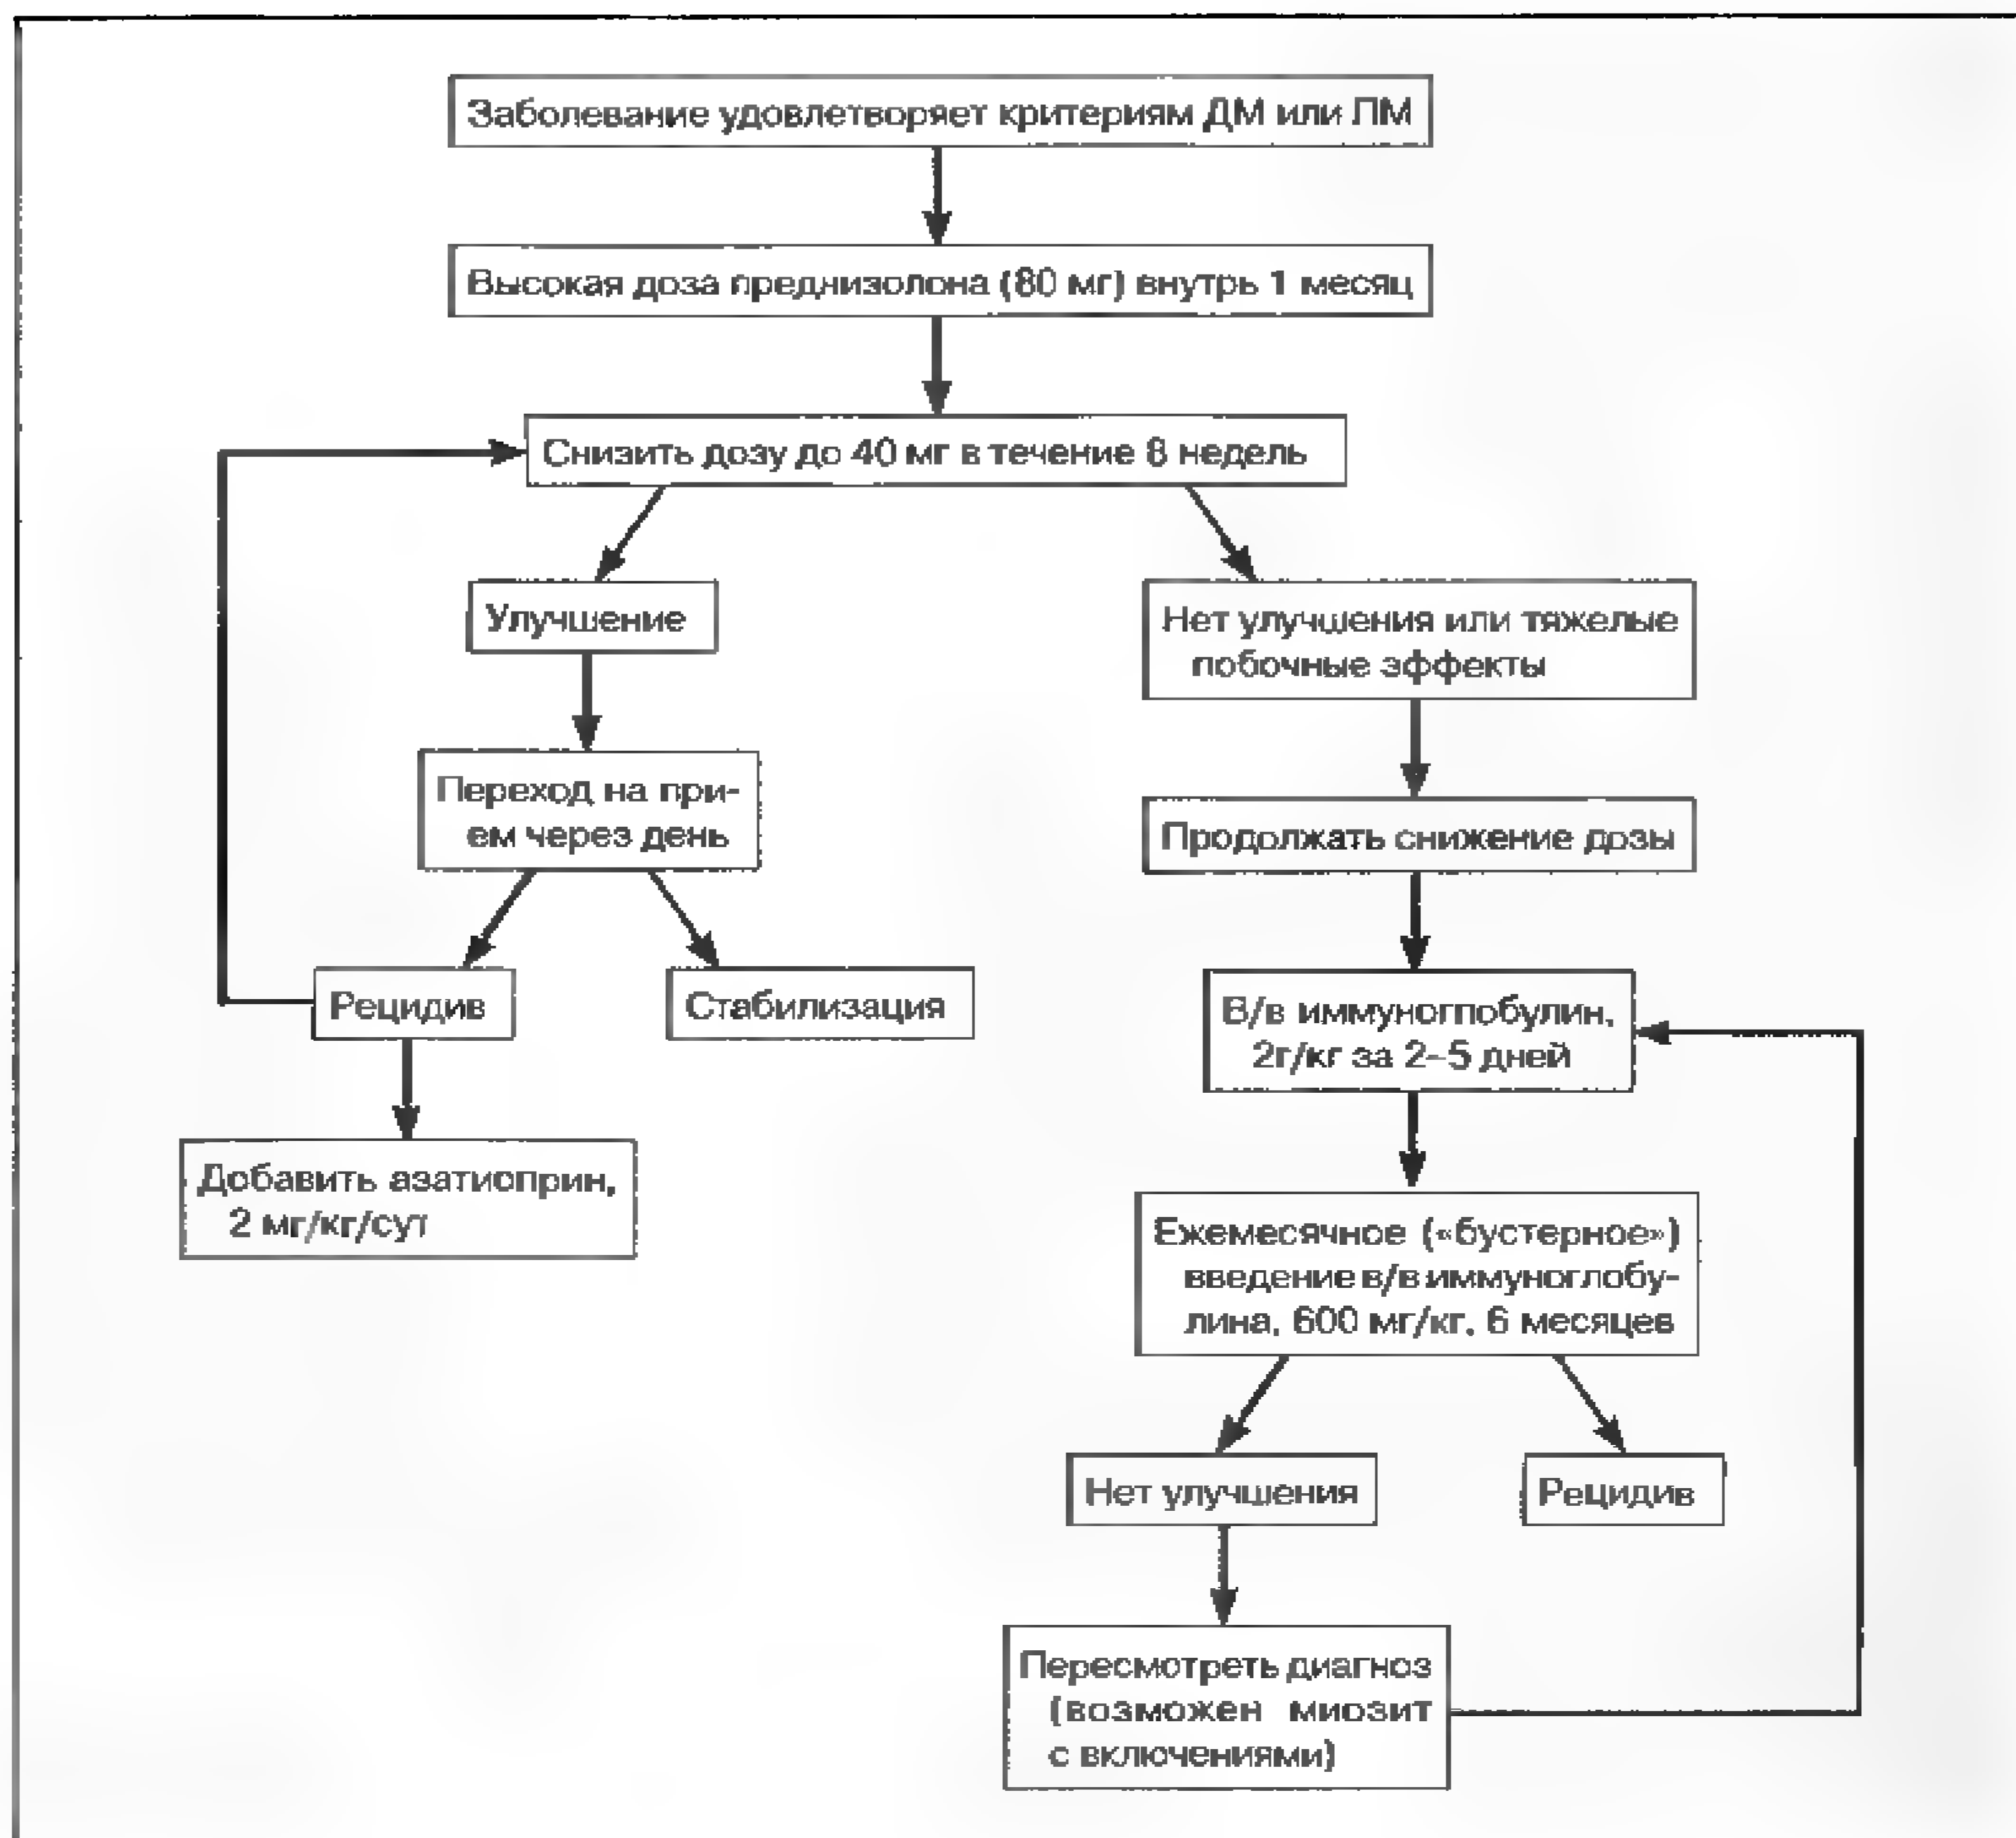 Заболевание удовлетворяет критериям ДМ или ПМ
Высокая доза преднизолона (80 мг) внутрь 1 месяц
Снизить дозу до 40 мг в течение 8 недель
Улучшение
Нет улучшения или тяжелые
побочные эффекты
Переход на при-
ем через день
Продолжать снижение дозы
Рецидив
Стабилизация
В/в иммуноглобулин,
2г/кг за 2–5 дней
Добавить азатиоприн,
2 мг/кг/сут
Ежемесячное («бустерное»)
введение в/в иммуноглобу-
лина, 600 мг/кг, 6 месяцев
Нет улучшения
Рецидив
Пересмотреть диагноз
(возможен миозит
с включениями)